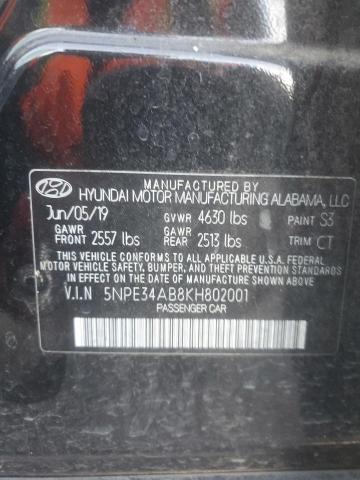 MANUFACTURED BY
HYUNDAI MOTOR MANUFACTURING ALABAMA, LLC
Jun/05/19 GVWR 4630 lbs PAINT S3
GAWR FRONT 2557 lbs GAWR REAR 2513 lbs TRIM CT
THIS VEHICLE CONFORMS TO ALL APPLICABLE U.S.A FEDERAL
MOTOR VEHICLE SAFETY, BUMPER, AND THEFT PREVENTION STANDARDS
IN EFFECT ON THE DATE OF MANUFACTURE SHOWN ABOVE.
V.I.N 5NPE34AB8KH802001
PASSENGER CAR